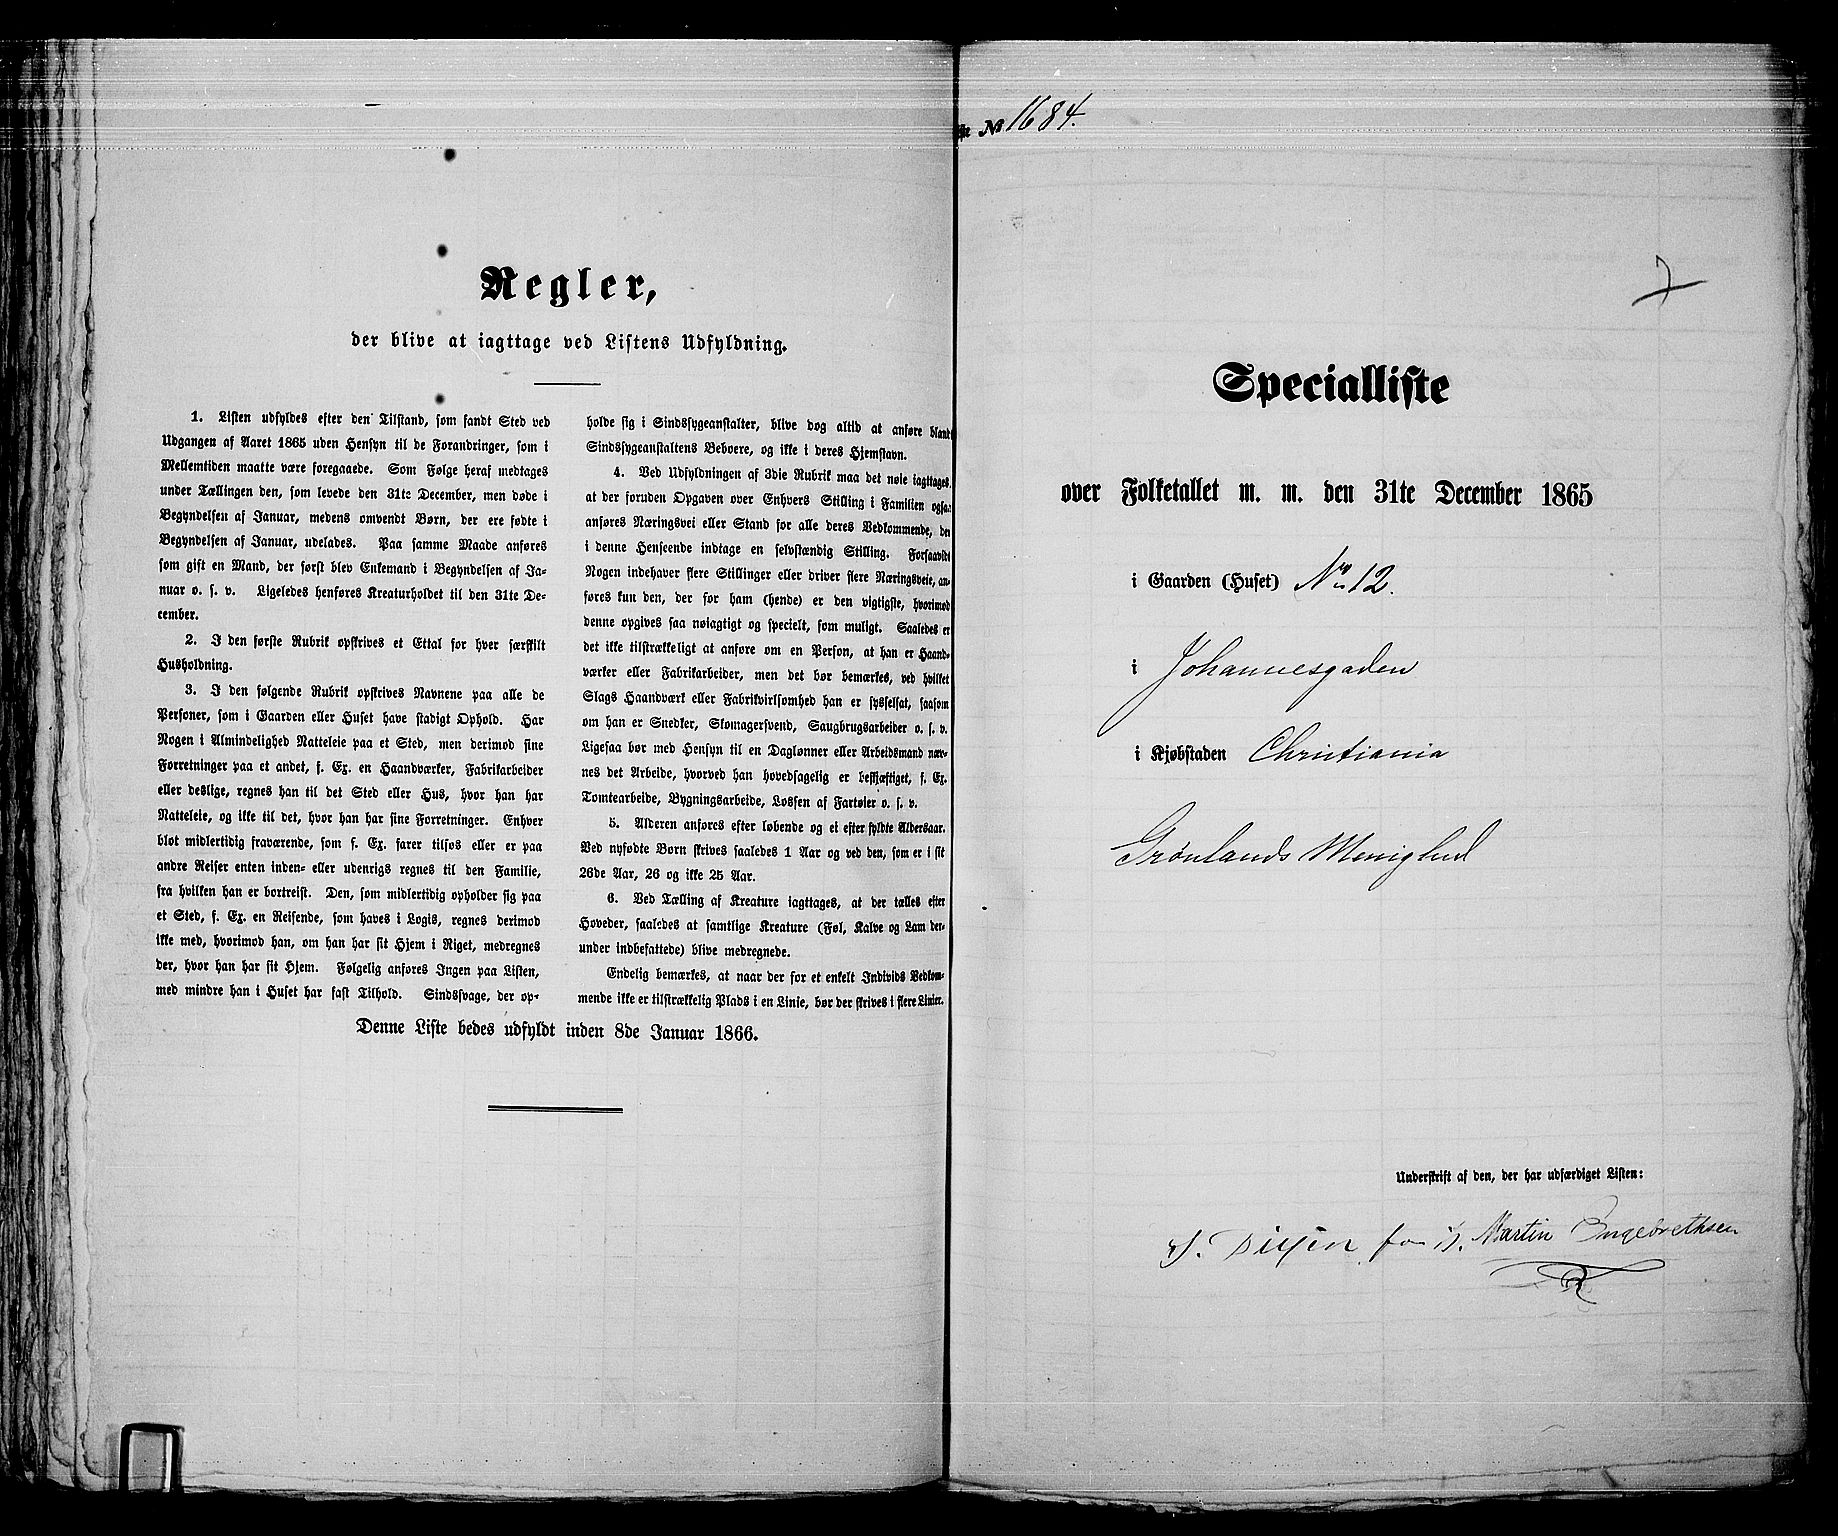 Regler,
der blive at iagttage ved Listens Udfyldning.
1. Listen udfyldes efter den Tilstand, som fandt Sted ved
Udgangen af Aaret 1865 uden Hensyn til de Forandringer, som i
Mellemtiden maatte være foregaaede. Som Følge heraf medtages
under Tællingen den, som levede den 31te December, men døde i
Begyndelsen af Januar, medens omvendt Børn, der ere fødte i
Begyndelsen af Januar, udelades. Paa samme Maade anføres
som gift en Mand, der først blev Enkemand i Begyndelsen af Ja-
nuar o. s. v. Ligeledes henføres Kreaturholdet til den 31te De-
cember.
2. I den første Rubrik opskrives et Ettal for hver særskilt
Husholdning.
3. I den følgende Rubrik opskrives Navnene paa alle de
Personer, som i Gaarden eller Huset have stadigt Ophold. Har
Nogen i Almindelighed Natteleie paa et Sted, men derimod sine
Forretninger paa et andet, f. Ex. en Haandværker, Fabrikarbeider
eller deslige, regnes han til det Sted eller Hus, hvor han har
Natteleie, og ikke til det, hvor han har sine Forretninger. Enhver
blot midlertidig fraværende, som f. Ex. farer tilsøs eller er paa
andre Reiser enten inden- eller udenrigs regnes til den Familie,
fra hvilken han er bortreist. Den, som midlertidig opholder sig paa
et Sted, f. Ex. en Reisende, som haves i Logis, regnes derimod
ikke med, hvorimod han, om han har sit Hjem i Riget, medregnes
der, hvor han har sit Hjem. Følgelig anføres Ingen paa Listen,
med mindre han i Huset har fast Tilhold. Sindssvage, der op-
holde sig i Sindssygeanstalter, blive dog altid at anføre blandt
Sindssygeanstaltens Beboere, og ikke i deres Hjemstavn.
4. Ved Udfyldningen af 3die Rubrik maa det nøie iagttages,
at der foruden Opgaven over Enhvers Stilling i Familien ogsaa
anføres Næringsvei eller Stand for alle deres Vedkommende, der
i denne Henseende indtage en selvstændig Stilling. Forsaavidt
Nogen indehaver flere Stillinger eller driver flere Næringsveie, an-
føres kun den, der for ham (hende) er den vigtigste, hvorimod
denne opgives saa nøiagtigt og specielt, som muligt. Saaledes er
det ikke tilstrækkeligt at anføre om en Person, at han er Haand-
værker eller Fabrikarbeider, men det bør bemærkes, ved hvilket
Slags Haandværk eller Fabrikvirksomhed han er sysselsat, saasom
om han er Snedker, Skomagersvend, Saugbrugsarbeider o. s. v.
Ligesaa bør med Hensyn til en Daglønner eller Arbeidsmand næv-
nes det Arbeide, hvorved han hovedsagelig er beskjæftiget, f. Ex.
Tomtearbeide, Bygningsarbeide, Losfen af Fartøier o. s. v.
5. Alderen anføres efter løbende og ei efter fyldte Aldersaar.
Ved nyfødte Børn skrives saaledes 1 Aar og ved den, som er i sit
26de Aar, 26 og ikke 25 Aar.
6. Ved Tælling af Kreature iagttages, at der tælles efter
Hoveder, saaledes at samtlige Kreature (Føl, Kalve og Lam der-
under indbefattede) blive medregnede.
Endelig bemærkes, at naar der for et enkelt Individs Vedkom-
mende ikke er tilstrækkelig Plads i en Linie, bør der skrives i flere Linier.
Denne Liste bedes udfyldt inden 8de Januar 1866.
№ 1684.
7
Specialliste
over Folketallet m. m. den 31te December 1865
i Gaarden (Huset) No 12.
i Johannesgaden
i Kjøbstaden Christiania
Grønlands Menighed
Underskrift af den, der har udfærdiget Listen:
Martin Engebrethsen